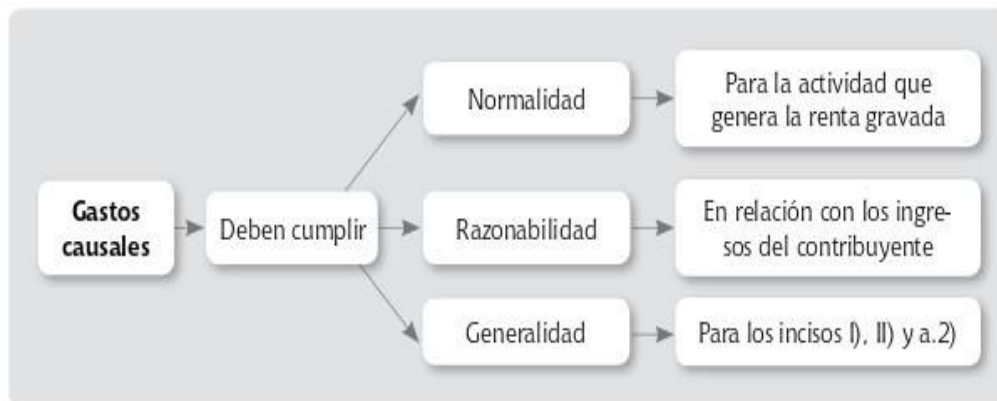 Gastos
causales
Deben cumplir
Normalidad
Para la actividad que
genera la renta gravada
Razonabilidad
En relación con los ingre-
sos del contribuyente
Generalidad
Para los incisos l), ll) y a.2)